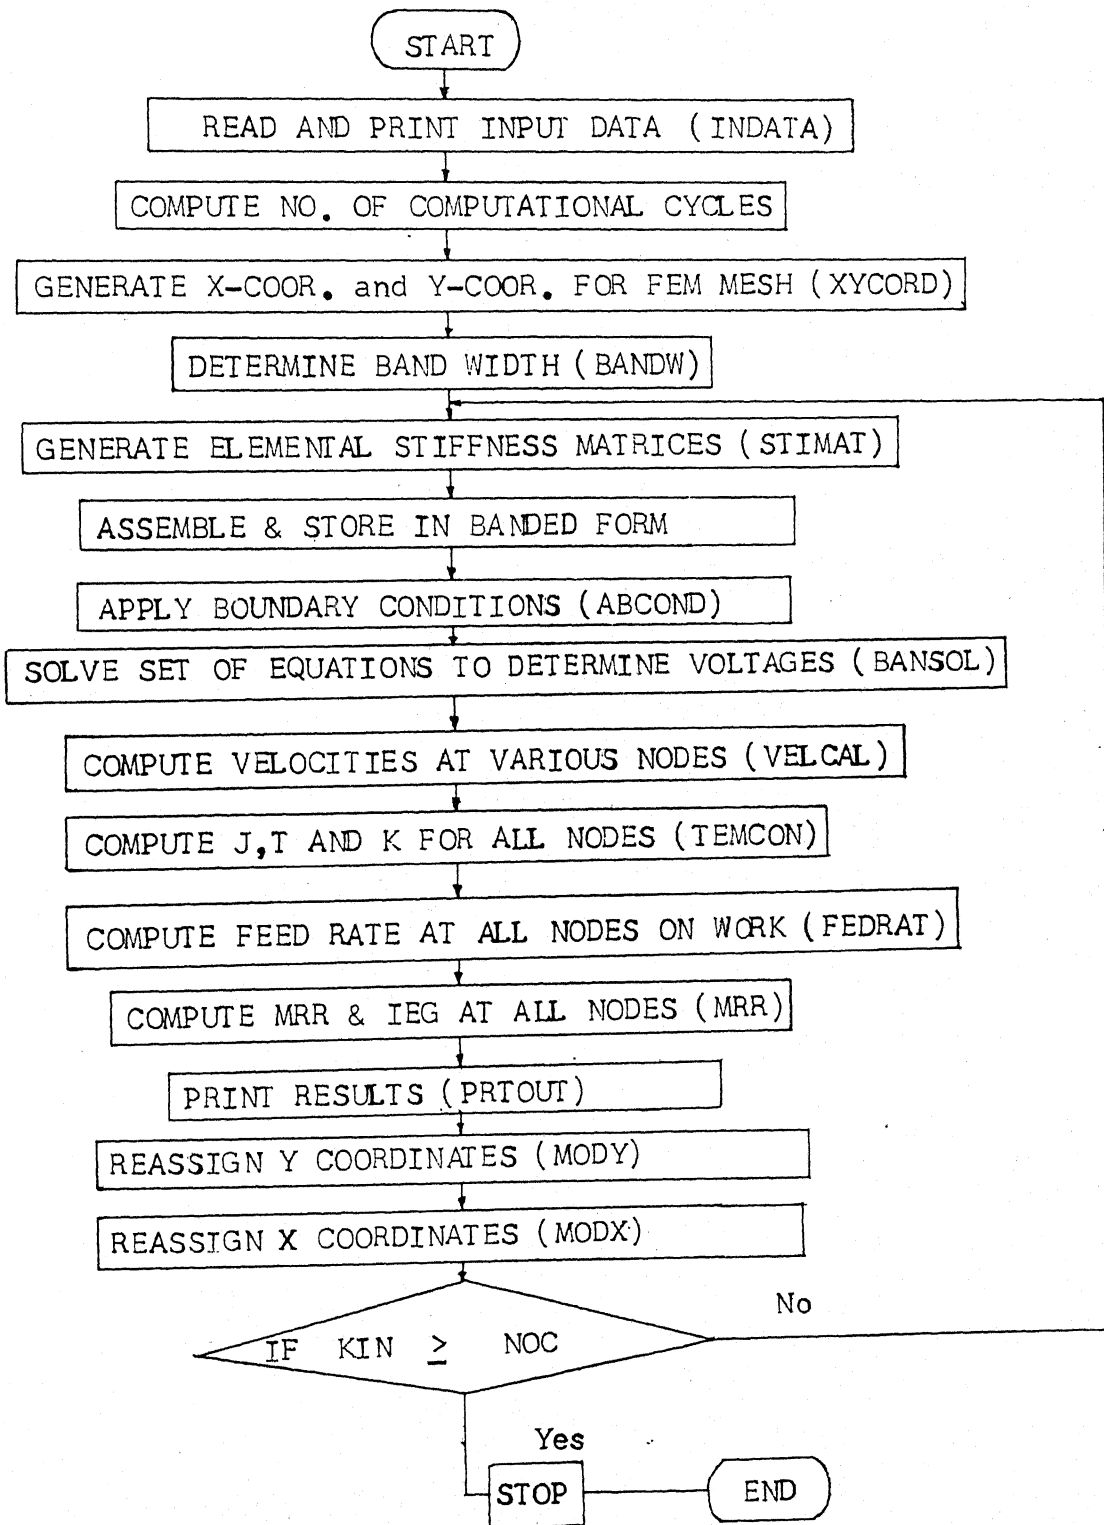 START
READ AND PRINT INPUT DATA (INDATA)
COMPUTE NO. OF COMPUTATIONAL CYCLES
GENERATE X-COOR. and Y-COOR. FOR FEM MESH (XYCORD)
DETERMINE BAND WIDTH (BANDW)
GENERATE ELEMENTAL STIFFNESS MATRICES (STIMAT)
ASSEMBLE & STORE IN BANDED FORM
APPLY BOUNDARY CONDITIONS (ABCOND)
SOLVE SET OF EQUATIONS TO DETERMINE VOLTAGES (BANSOL)
COMPUTE VELOCITIES AT VARIOUS NODES (VELCAL)
COMPUTE J,T AND K FOR ALL NODES (TEMCON)
COMPUTE FEED RATE AT ALL NODES ON WORK (FEDRAT)
COMPUTE MRR & IEG AT ALL NODES (MRR)
PRINT RESULTS (PRTOUT)
REASSIGN Y COORDINATES (MODY)
REASSIGN X COORDINATES (MODX)
No
IF KIN ≥ NOC
Yes
STOP
END